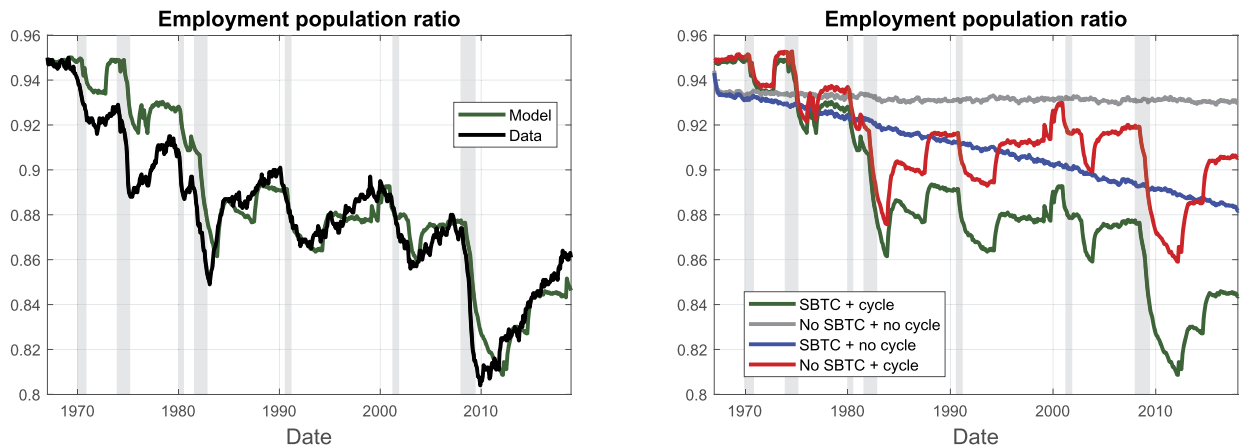 Employment population ratio
0.96
0.94
0.92
0.9
0.88
0.86
0.84
0.82
0.8
Model
Data
1970
1980
1990
2000
2010
Date
Employment population ratio
0.96
0.94
0.92
0.9
0.88
0.86
0.84
0.82
0.8
SBTC + cycle
No SBTC + no cycle
SBTC + no cycle
No SBTC + cycle
1970
1980
1990
2000
2010
Date